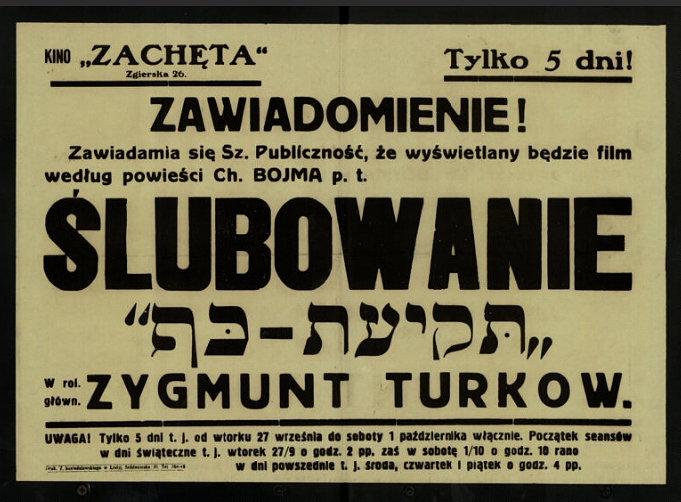 KINO „ZACHĘTA“
Zgierska 26.
Tylko 5 dni!
ZAWIADOMIENIE!
Zawiadamia się Sz. Publiczność, że wyświetlany będzie film
według powieści Ch. BOJMA p. t.
ŚLUBOWANIE
„תּקיעת-כּף“
W rol. główn. ZYGMUNT TURKOW.
UWAGA! Tylko 5 dni t. j. od wtorku 27 września do soboty 1 października włącznie. Początek seansów
w dni świąteczne t. j. wtorek 27/9 o godz. 2 pp. zaś w sobotę 1/10 o godz. 10 rano
w dni powszednie t. j. środa, czwartek i piątek o godz. 4 pp.